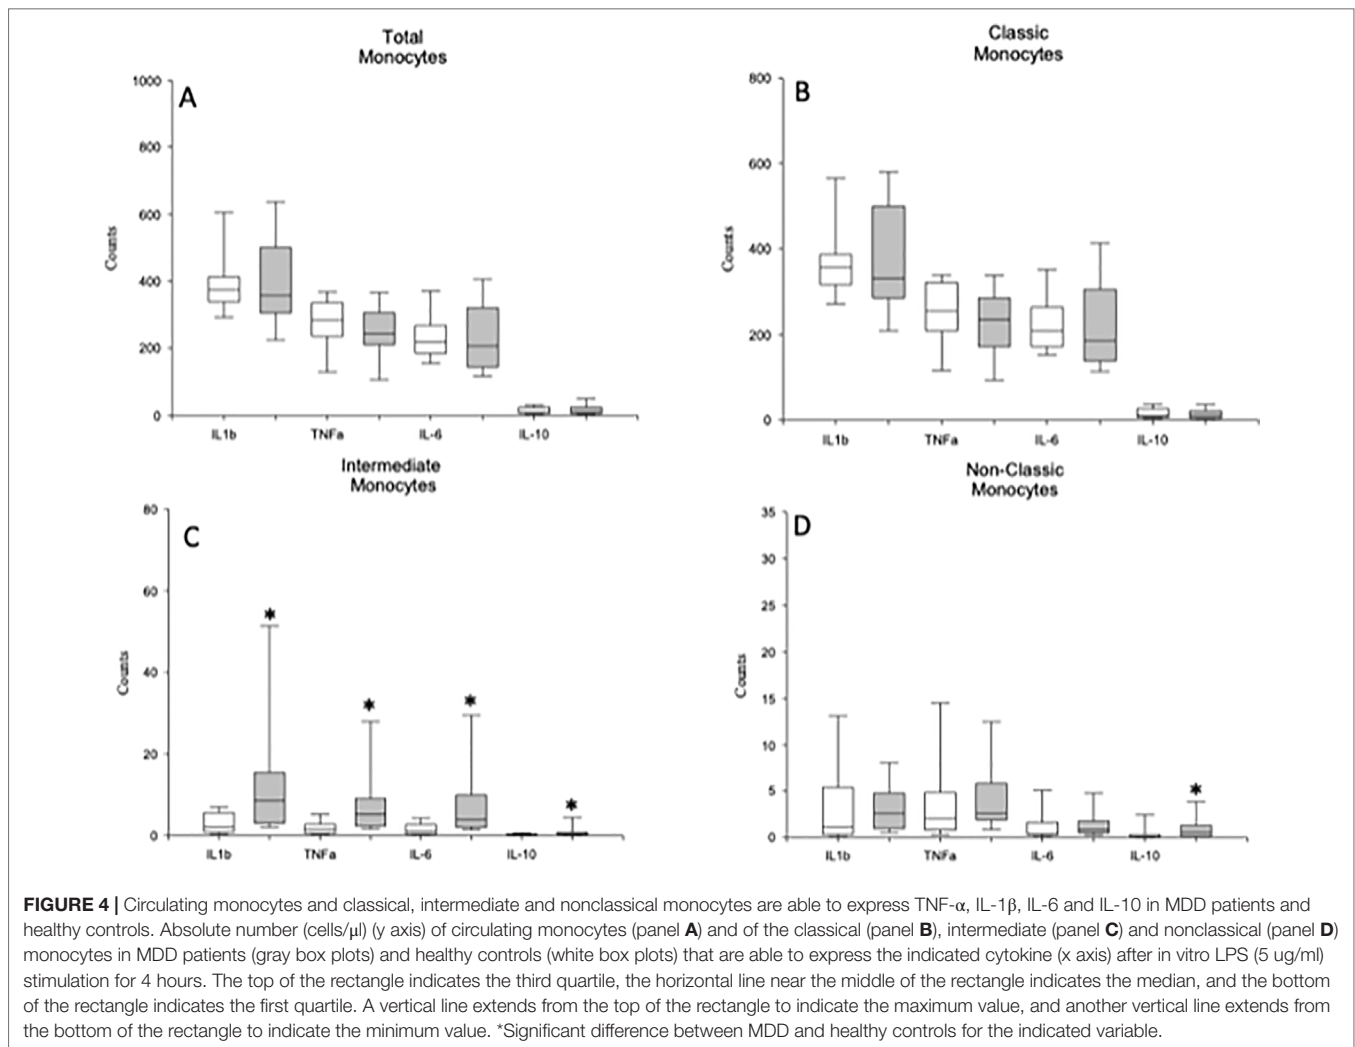 Total
Monocytes
A
1000
800
600
400
200
0
Counts
IL1b
TNFa
IL-6
IL-10
Classic
Monocytes
B
800
600
400
200
0
Counts
IL1b
TNFa
IL-6
IL-10
Intermediate
Monocytes
C
80
60
40
20
0
Counts
*
*
*
*
IL1b
TNFa
IL-6
IL-10
Non-Classic
Monocytes
D
35
30
25
20
15
10
5
0
Counts
*
IL1b
TNFa
IL-6
IL-10
FIGURE 4 | Circulating monocytes and classical, intermediate and nonclassical monocytes are able to express TNF-α, IL-1β, IL-6 and IL-10 in MDD patients and
healthy controls. Absolute number (cells/μl) (y axis) of circulating monocytes (panel A) and of the classical (panel B), intermediate (panel C) and nonclassical (panel D)
monocytes in MDD patients (gray box plots) and healthy controls (white box plots) that are able to express the indicated cytokine (x axis) after in vitro LPS (5 ug/ml)
stimulation for 4 hours. The top of the rectangle indicates the third quartile, the horizontal line near the middle of the rectangle indicates the median, and the bottom
of the rectangle indicates the first quartile. A vertical line extends from the top of the rectangle to indicate the maximum value, and another vertical line extends from
the bottom of the rectangle to indicate the minimum value. *Significant difference between MDD and healthy controls for the indicated variable.